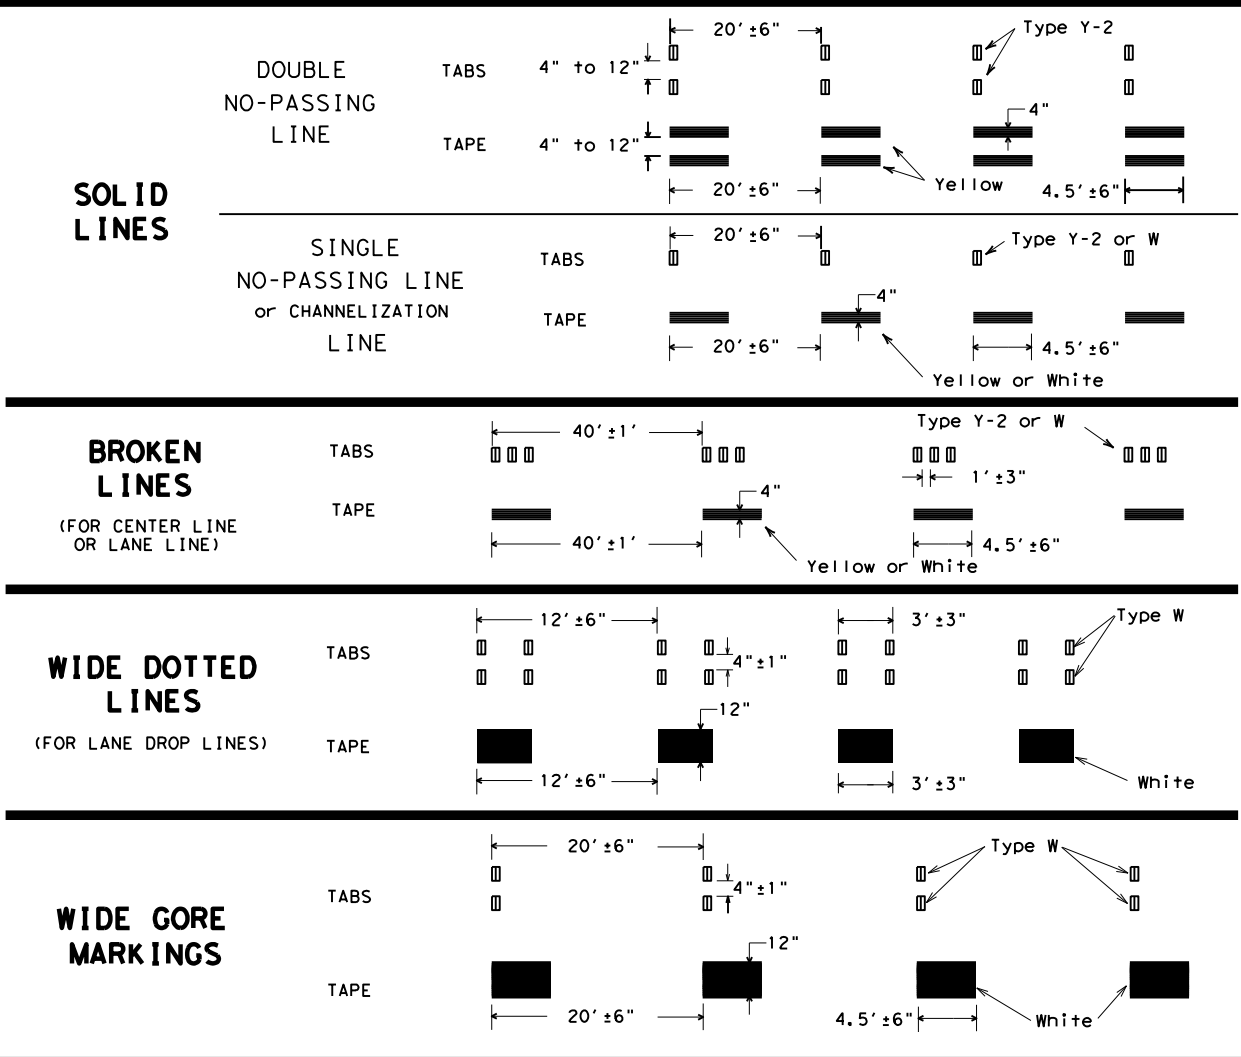 SOLID
LINES
DOUBLE
NO-PASSING
LINE
TABS
20'±6"
Type Y-2
4" to 12"
TAPE
4" to 12"
4"
20'±6"
Yellow
4.5'±6"
SINGLE
NO-PASSING LINE
or CHANNELIZATION
LINE
TABS
20'±6"
Type Y-2 or W
TAPE
4"
20'±6"
4.5'±6"
Yellow or White
BROKEN
LINES
(FOR CENTER LINE
OR LANE LINE)
TABS
40'±1'
Type Y-2 or W
1'±3"
TAPE
4"
40'±1'
4.5'±6"
Yellow or White
WIDE DOTTED
LINES
(FOR LANE DROP LINES)
TABS
12'±6"
3'±3"
Type W
4"±1"
TAPE
12"
12'±6"
3'±3"
White
WIDE GORE
MARKINGS
TABS
20'±6"
Type W
4"±1"
TAPE
12"
20'±6"
4.5'±6"
White